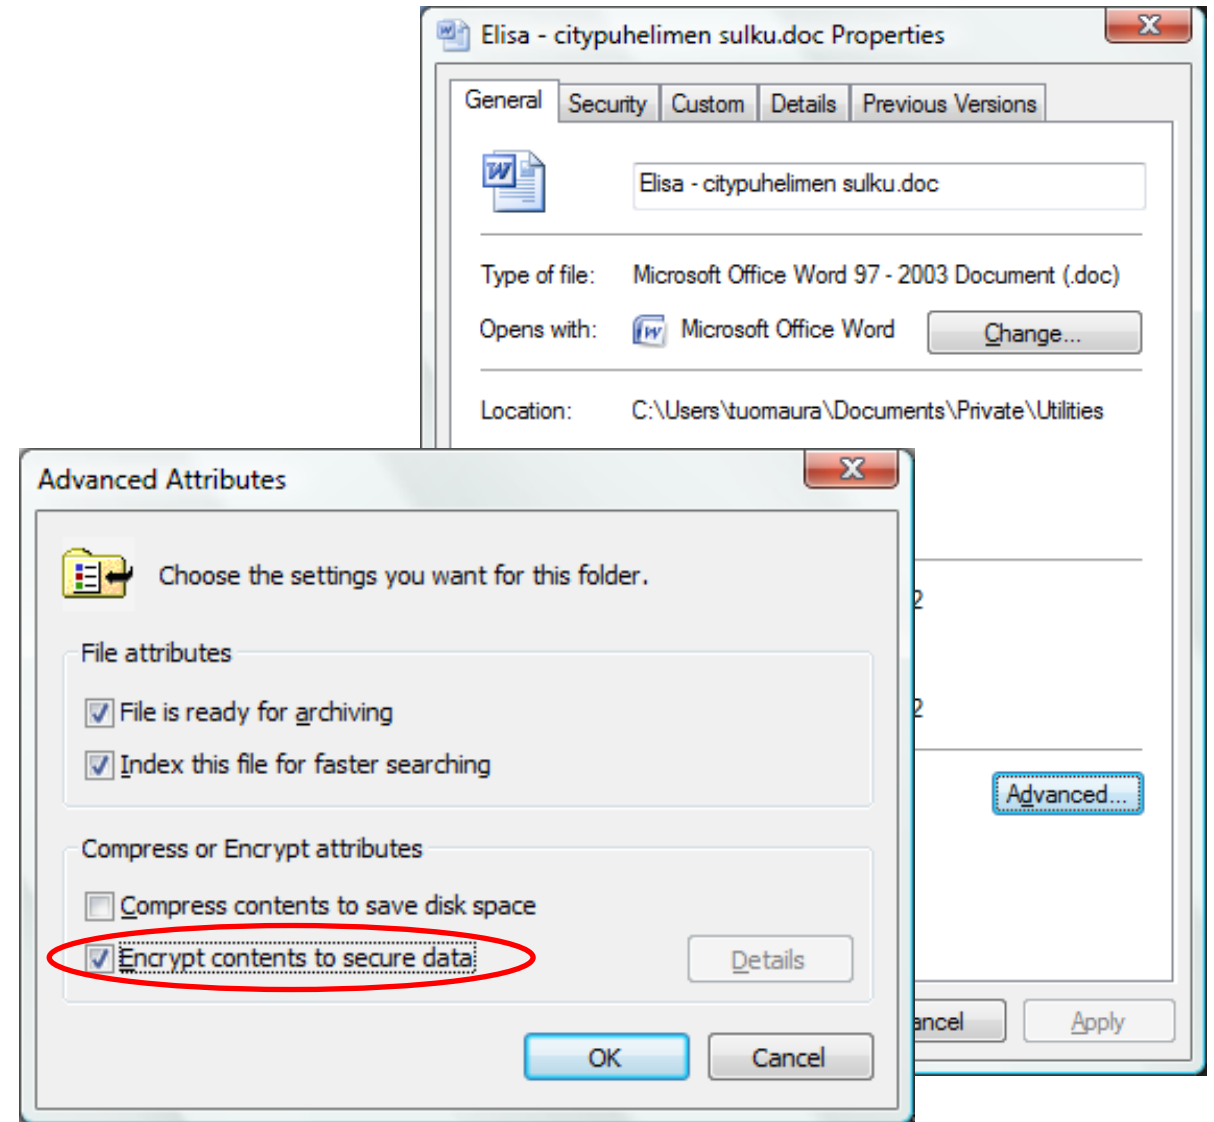 Elisa - citypuhelimen sulku.doc Properties
General Security Custom Details Previous Versions
Elisa - citypuhelimen sulku.doc
Type of file: Microsoft Office Word 97 - 2003 Document (.doc)
Opens with: Microsoft Office Word Change...
Location: C:\Users\tuomaura\Documents\Private\Utilities
2
2
Advanced...
ancel Apply
Advanced Attributes
Choose the settings you want for this folder.
File attributes
File is ready for archiving
Index this file for faster searching
Compress or Encrypt attributes
Compress contents to save disk space
Encrypt contents to secure data Details
OK Cancel